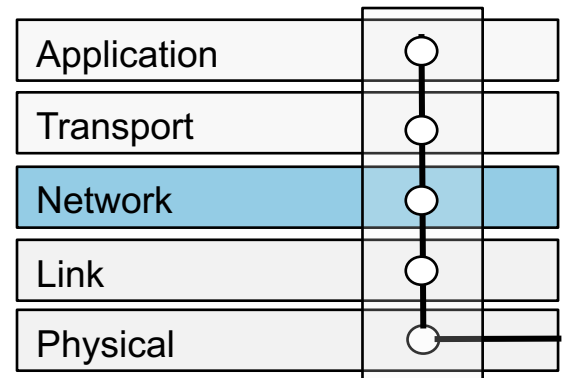 Application
Transport
Network
Link
Physical